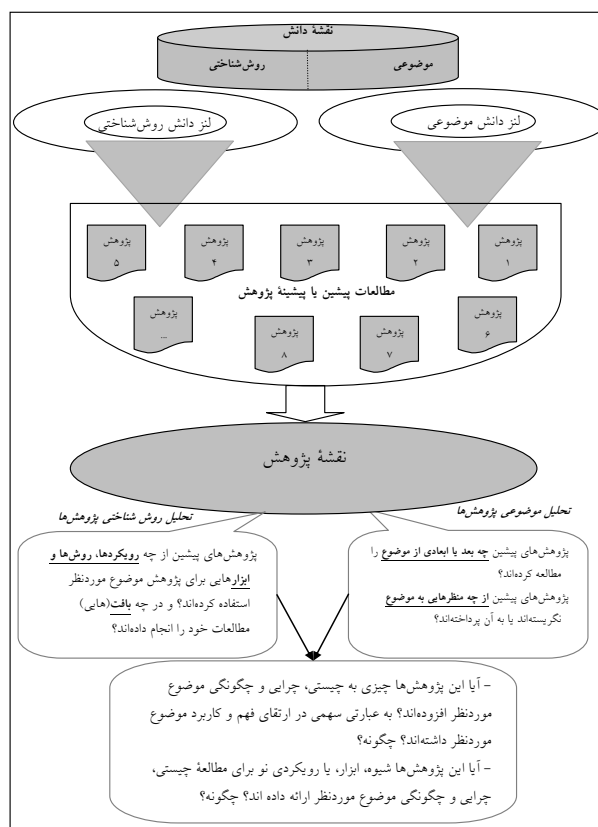 نقشهٔ دانش
موضوعی
روش‌شناختی
لنز دانش موضوعی
لنز دانش روش‌شناختی
پژوهش
۱
پژوهش
۲
پژوهش
۳
پژوهش
۴
پژوهش
۵
مطالعات پیشین یا پیشینهٔ پژوهش
پژوهش
۶
پژوهش
۷
پژوهش
۸
پژوهش
...
نقشهٔ پژوهش
تحلیل موضوعی پژوهش‌ها
پژوهش‌های پیشین چه بعد یا ابعادی از موضوع را
مطالعه کرده‌اند؟
پژوهش‌های پیشین از چه منظرهایی به موضوع
نگریسته‌اند یا به آن پرداخته‌اند؟
تحلیل روش شناختی پژوهش‌ها
پژوهش‌های پیشین از چه رویکردها، روش‌ها و
ابزارهایی برای پژوهش موضوع موردنظر
استفاده کرده‌اند؟ و در چه بافت(هایی)
مطالعات خود را انجام داده‌اند؟
- آیا این پژوهش‌ها چیزی به چیستی، چرایی و چگونگی موضوع
موردنظر افزوده‌اند؟ به عبارتی سهمی در ارتقای فهم و کاربرد موضوع
موردنظر داشته‌اند؟ چگونه؟
- آیا این پژوهش‌ها شیوه، ابزار، یا رویکردی نو برای مطالعهٔ چیستی،
چرایی و چگونگی موضوع موردنظر ارائه داده اند؟ چگونه؟